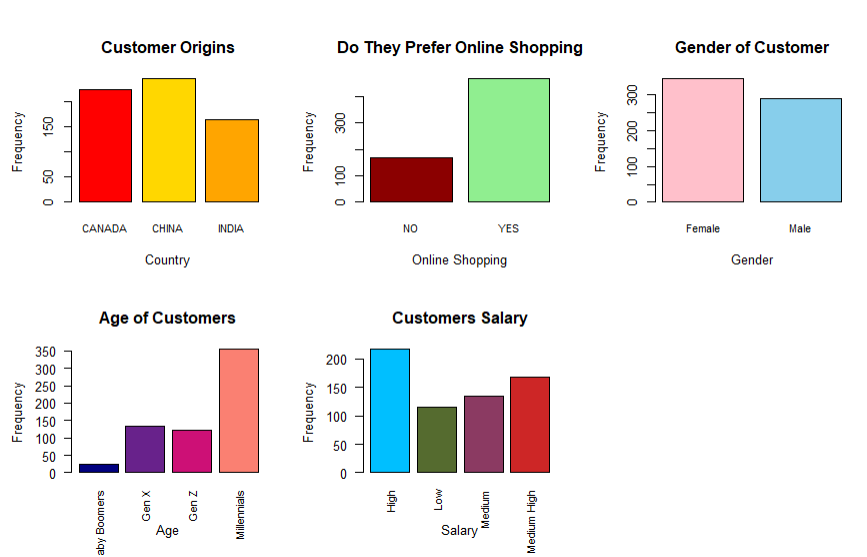 Customer Origins
Frequency
0
50
150
CANADA
CHINA
INDIA
Country
Do They Prefer Online Shopping
Frequency
0
100
300
NO
YES
Online Shopping
Gender of Customer
Frequency
0
100
200
300
Female
Male
Gender
Age of Customers
Frequency
350
300
250
200
150
100
50
0
aby Boomers
Gen X
Gen Z
Millennials
Age
Customers Salary
Frequency
200
150
100
50
0
High
Low
Medium
Medium High
Salary